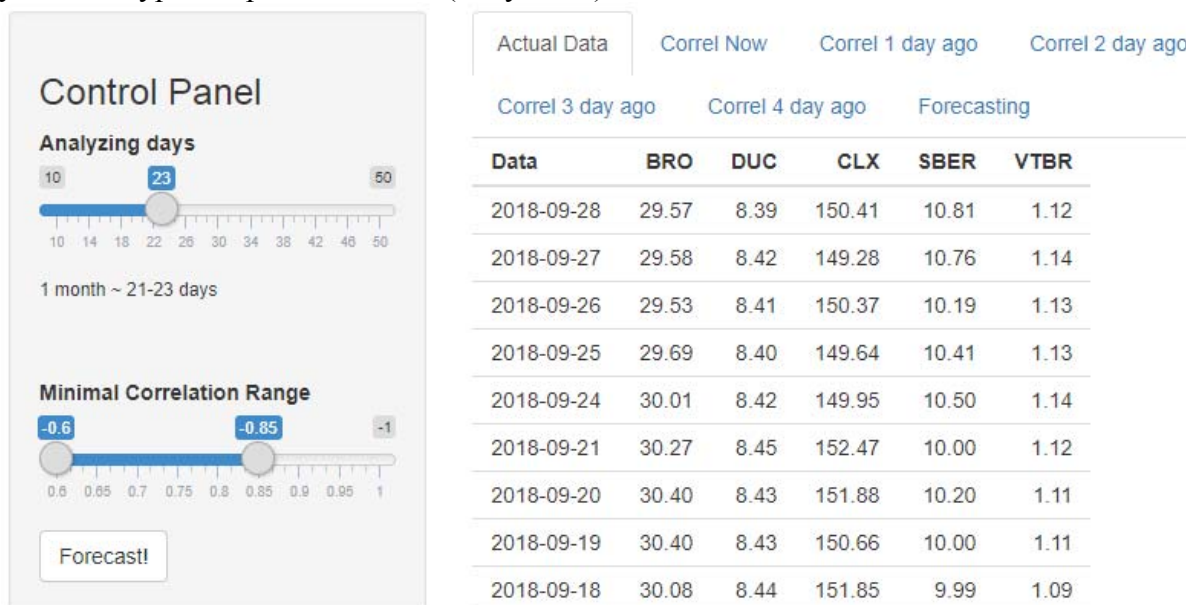 Control Panel
Analyzing days
10 23 50
10 14 18 22 26 30 34 38 42 46 50
1 month ~ 21-23 days
Minimal Correlation Range
-0.6 -0.85 -1
0.6 0.65 0.7 0.75 0.8 0.85 0.9 0.95 1
Forecast!
Actual Data Correl Now Correl 1 day ago Correl 2 day ago
Correl 3 day ago Correl 4 day ago Forecasting
Data BRO DUC CLX SBER VTBR
2018-09-28 29.57 8.39 150.41 10.81 1.12
2018-09-27 29.58 8.42 149.28 10.76 1.14
2018-09-26 29.53 8.41 150.37 10.19 1.13
2018-09-25 29.69 8.40 149.64 10.41 1.13
2018-09-24 30.01 8.42 149.95 10.50 1.14
2018-09-21 30.27 8.45 152.47 10.00 1.12
2018-09-20 30.40 8.43 151.88 10.20 1.11
2018-09-19 30.40 8.43 150.66 10.00 1.11
2018-09-18 30.08 8.44 151.85 9.99 1.09